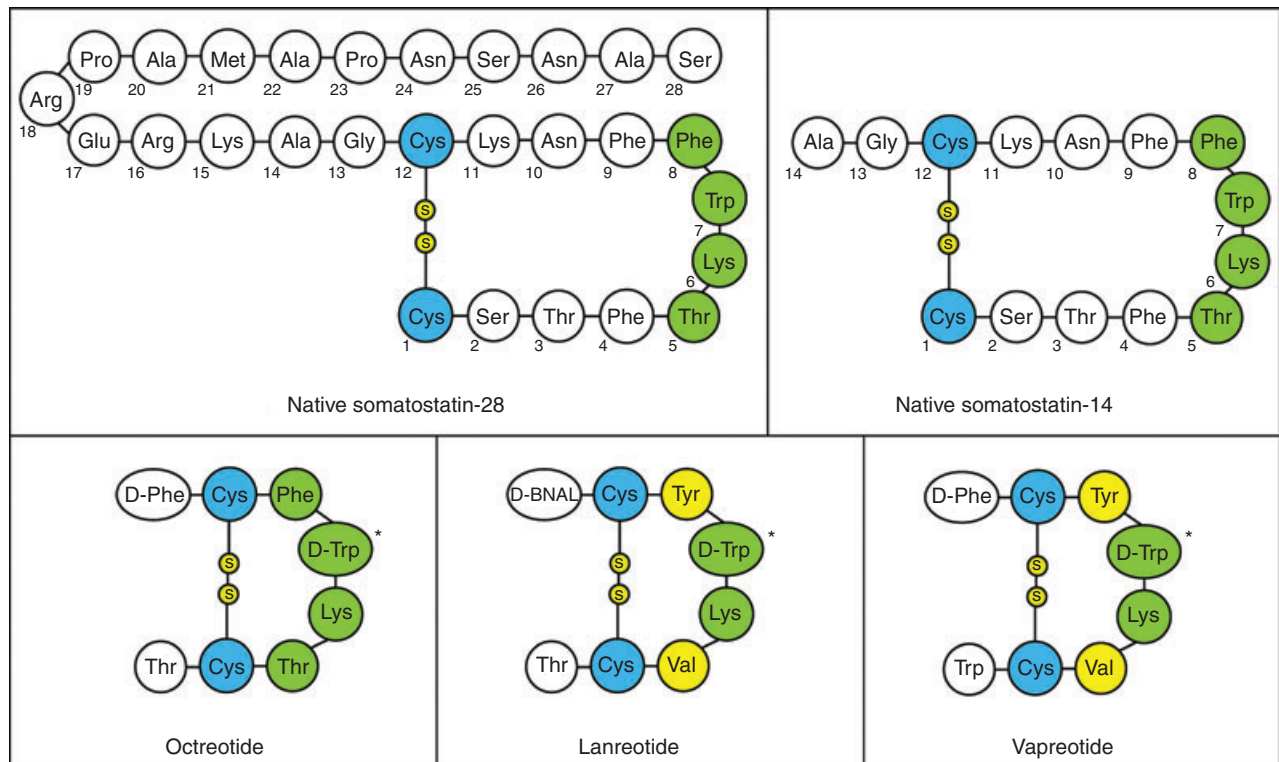 Pro Ala Met Ala Pro Asn Ser Asn Ala Ser
19 20 21 22 23 24 25 26 27 28
Arg
18
Glu Arg Lys Ala Gly Cys Lys Asn Phe Phe
17 16 15 14 13 12 11 10 9 8
Trp
7
S
S
Lys
6
Cys Ser Thr Phe Thr
1 2 3 4 5
Native somatostatin-28
Ala Gly Cys Lys Asn Phe Phe
14 13 12 11 10 9 8
Trp
7
S
S
Lys
6
Cys Ser Thr Phe Thr
1 2 3 4 5
Native somatostatin-14
D-Phe Cys Phe
D-Trp *
S
S
Lys
Thr Cys Thr
Octreotide
D-BNAL Cys Tyr
D-Trp *
S
S
Lys
Thr Cys Val
Lanreotide
D-Phe Cys Tyr
D-Trp *
S
S
Lys
Trp Cys Val
Vapreotide